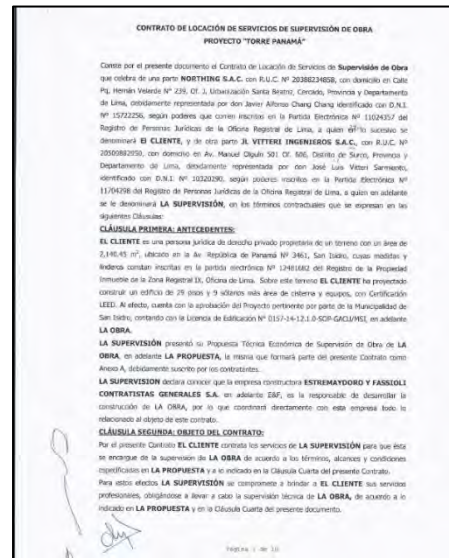 CONTRATO DE LOCACIÓN DE SERVICIOS DE SUPERVISIÓN DE OBRA
PROYECTO "TORRE PANAMÁ"
Conste por el presente documento el Contrato de Locación de Servicios de Supervisión de Obra
que celebra de una parte NORTHING S.A.C. con R.U.C. Nº 20388234858, con domicilio en Calle
Pq. Hernán Velarde Nº 239, Of. J, Urbanización Santa Beatriz, Cercado, Provincia y Departamento
de Lima, debidamente representada por don Javier Alfonso Chang Chang identificado con D.N.I.
Nº 15722256, según poderes que corren inscritos en la Partida Electrónica Nº 11024357 del
Registro de Personas Jurídicas de la Oficina Registral de Lima, a quien en lo sucesivo se
denominará El CLIENTE, y de otra parte JL VITTERI INGENIEROS S.A.C., con R.U.C. Nº
20509882950, con domicilio en Av. Manuel Olguín 501 Of. 606, Distrito de Surco, Provincia y
Departamento de Lima, debidamente representada por don José Luis Vitteri Sarmiento,
identificado con D.N.I. Nº 10320290, según poderes inscritos en la Partida Electrónica Nº
11704298 del Registro de Personas Jurídicas de la Oficina Registral de Lima, a quien en adelante
se le denominará LA SUPERVISIÓN, en los términos contractuales que se expresan en las
siguientes Cláusulas:
CLÁUSULA PRIMERA: ANTECEDENTES:
EL CLIENTE es una persona jurídica de derecho privado propietaria de un terreno con un área de
2,140.45 m², ubicado en la Av. República de Panamá Nº 3461, San Isidro, cuyas medidas y
linderos constan inscritas en la partida electrónica Nº 12481682 del Registro de la Propiedad
Inmueble de la Zona Registral IX, Oficina de Lima. Sobre este terreno EL CLIENTE ha proyectado
construir un edificio de 29 pisos y 9 sótanos más área de cisterna y equipos, con Certificación
LEED. Al efecto, cuenta con la aprobación del Proyecto pertinente por parte de la Municipalidad de
San Isidro, contando con la Licencia de Edificación Nº 0157-14-12.1.0-SOP-GACU/MSI, en adelante
LA OBRA.
LA SUPERVISIÓN presentó su Propuesta Técnica Económica de Supervisión de Obra de LA
OBRA, en adelante LA PROPUESTA, la misma que formará parte del presente Contrato como
Anexo A, debidamente suscrito por los contratantes.
LA SUPERVISION declara conocer que la empresa constructora ESTREMAYDORO Y FASSIOLI
CONTRATISTAS GENERALES S.A. en adelante E&F, es la responsable de desarrollar la
construcción de LA OBRA, por lo que coordinará directamente con esta empresa todo lo
relacionado al objeto de este contrato.
CLÁUSULA SEGUNDA: OBJETO DEL CONTRATO:
Por el presente Contrato EL CLIENTE contrata los servicios de LA SUPERVISIÓN para que ésta
se encargue de la supervisión de LA OBRA de acuerdo a los términos, alcances y condiciones
especificadas en LA PROPUESTA y a lo indicado en la Cláusula Cuarta del presente Contrato.
Para estos efectos LA SUPERVISIÓN se compromete a brindar a EL CLIENTE sus servicios
profesionales, obligándose a llevar a cabo la supervisión técnica de LA OBRA, de acuerdo a lo
indicado en LA PROPUESTA y en la Cláusula Cuarta del presente documento.
Página 1 de 10